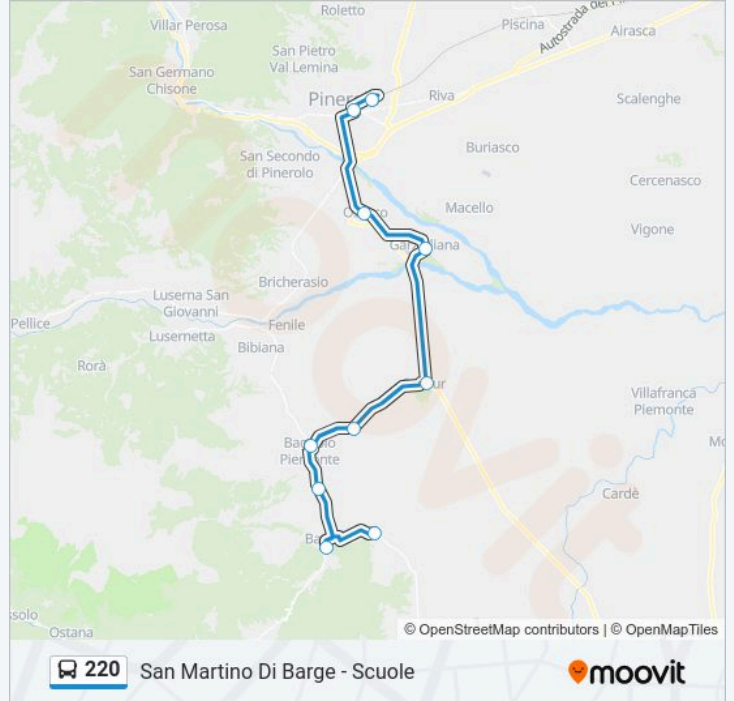 Roletto
Villar Perosa
Piscina
Airasca
San Pietro
Val Lemina
San Germano
Chisone
Riva
Scalenghe
Buriasco
San Secondo
di Pinerolo
Cercenasco
Macello
Vigone
Bricherasio
Luserna San
Giovanni
Pellice
Fenile
Lusernetta
Bibiana
Rorà
Villafranca
Piemonte
Cardè
Ostana
© OpenStreetMap contributors | © OpenMapTiles
220 San Martino Di Barge - Scuole
moovit